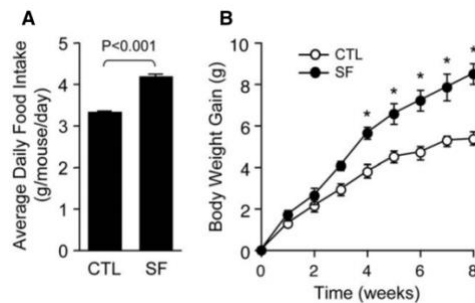 A
P<0.001
Average Daily Food Intake
(g/mouse/day)
5
4
3
2
1
0
CTL
SF
B
CTL
SF
Body Weight Gain (g)
10
8
6
4
2
0
* * * * *
0
2
4
6
8
Time (weeks)